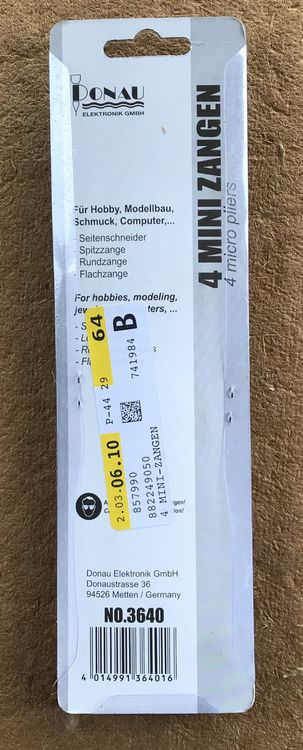 DONAU
ELEKTRONIK GMBH
4 MINI ZANGEN
4 micro pliers
Für Hobby, Modellbau,
Schmuck, Computer,...
- Seitenschneider
- Spitzzange
- Rundzange
- Flachzange
For hobbies, modeling,
64
B
P-44 29
741984
2.03.06.10
857990
882249050
4 MINI-ZANGEN
Donau Elektronik GmbH
Donaustrasse 36
94526 Metten / Germany
NO.3640
4 014991 364016